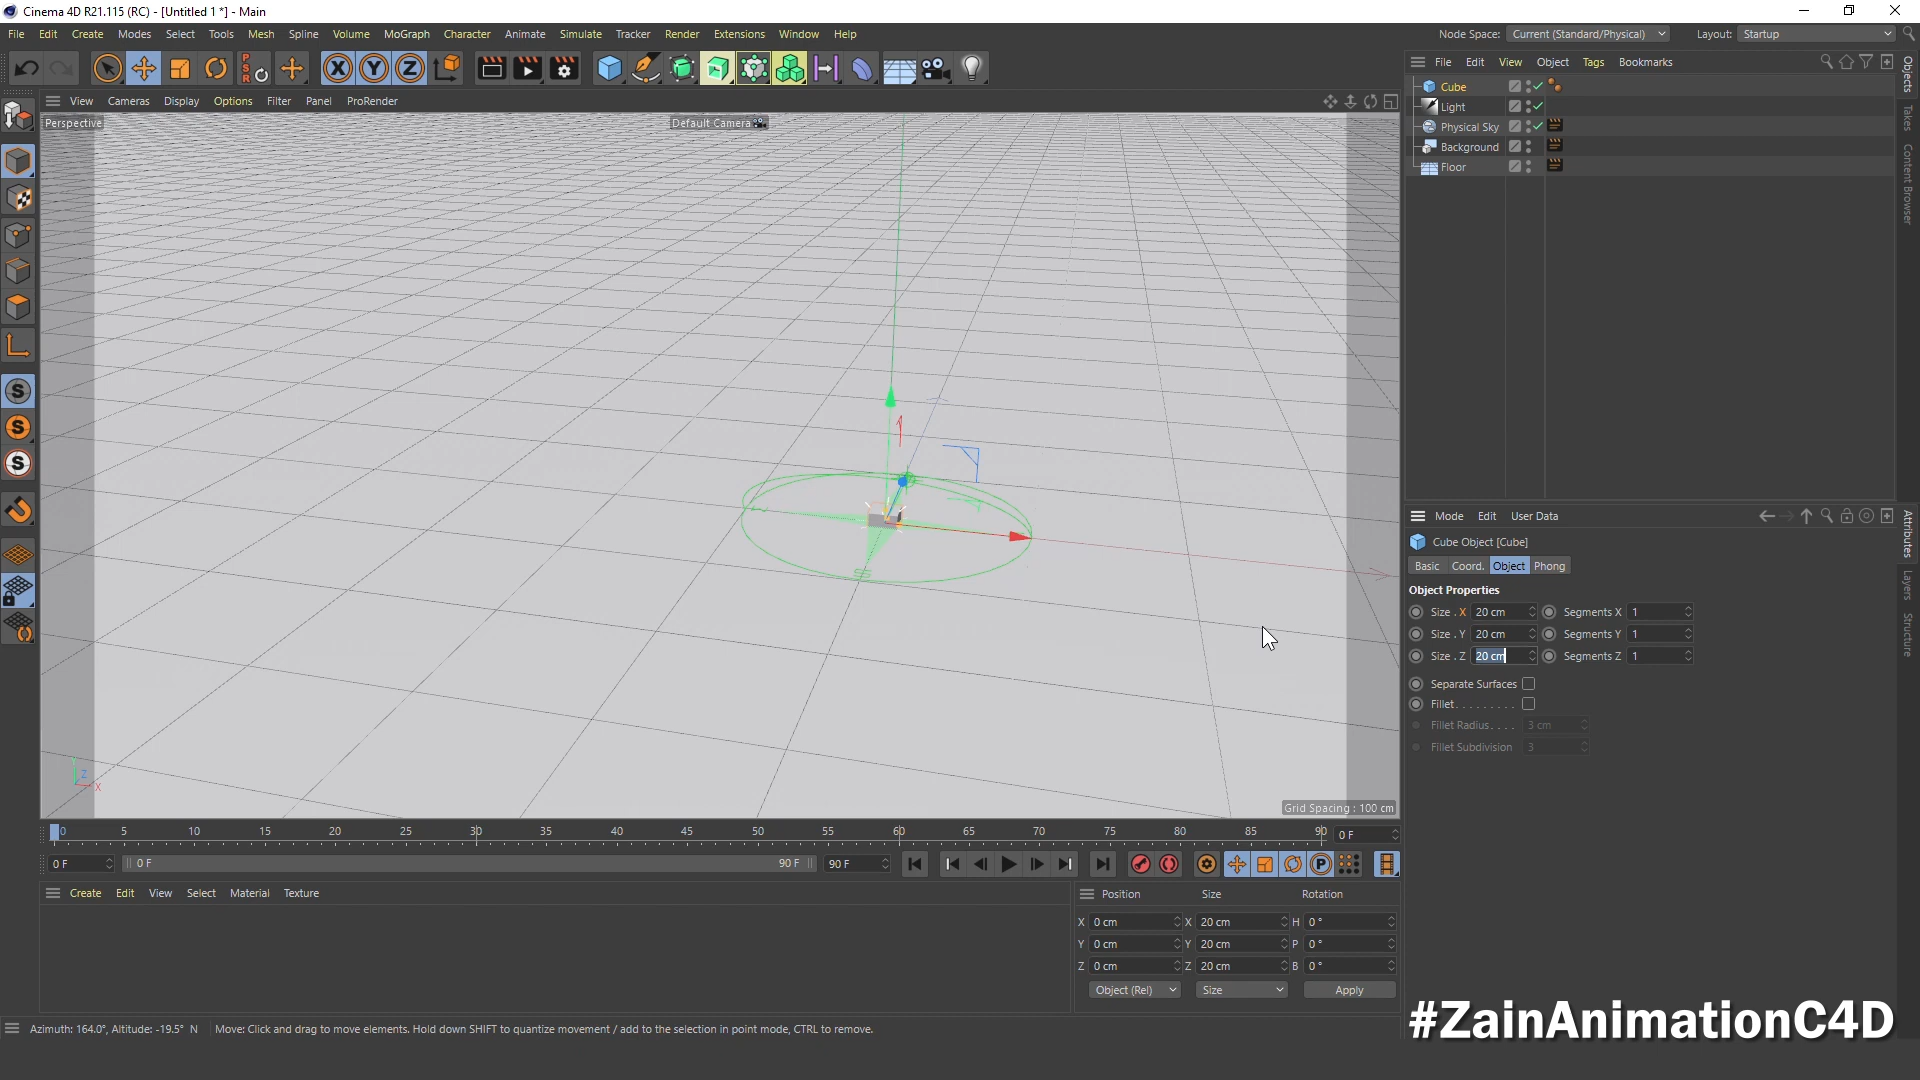 Cinema 4D R21.115 (RC) - [Untitled 1 *] - Main
File Edit Create Modes Select Tools Mesh Spline Volume MoGraph Character Animate Simulate Tracker Render Extensions Window Help
Node Space: Current (Standard/Physical) Layout: Startup
PSR X Y Z
File Edit View Object Tags Bookmarks
View Cameras Display Options Filter Panel ProRender
Perspective
Default Camera
Cube
Light
Physical Sky
Background
Floor
Objects
Takes
Content Browser
S
S
S
Y
Z
X
Grid Spacing : 100 cm
Mode Edit User Data
Cube Object [Cube]
Basic Coord. Object Phong
Object Properties
Size . X 20 cm Segments X 1
Size . Y 20 cm Segments Y 1
Size . Z 20 cm Segments Z 1
Separate Surfaces
Fillet. . . . . . . . .
Fillet Radius. . . . 3 cm
Fillet Subdivision 3
Attributes
Layers
Structure
0 5 10 15 20 25 30 35 40 45 50 55 60 65 70 75 80 85 90 0 F
0 F 0 F 90 F 90 F P
Create Edit View Select Material Texture
Position Size Rotation
X 0 cm X 20 cm H 0 °
Y 0 cm Y 20 cm P 0 °
Z 0 cm Z 20 cm B 0 °
Object (Rel) Size Apply
Azimuth: 164.0°, Altitude: -19.5° N Move: Click and drag to move elements. Hold down SHIFT to quantize movement / add to the selection in point mode, CTRL to remove.
#ZainAnimationC4D